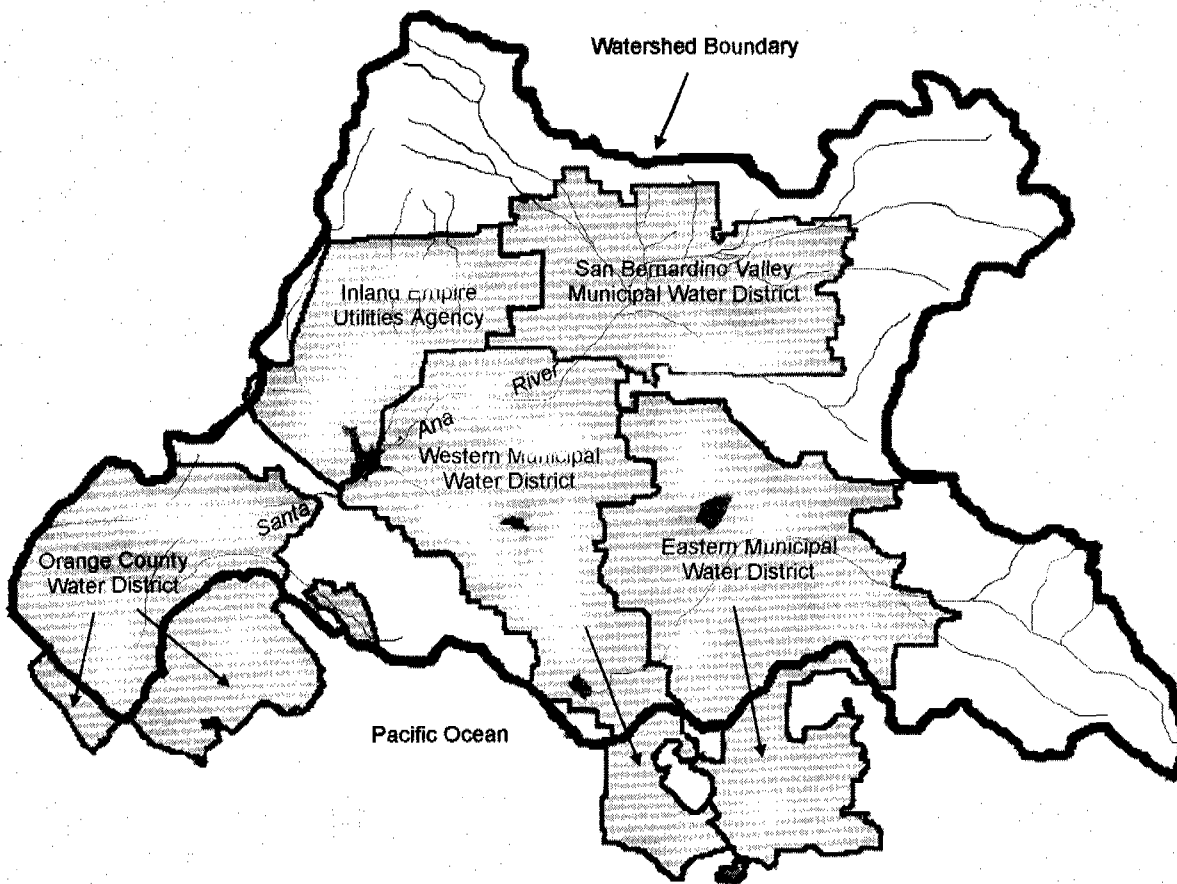 Watershed Boundary
San Bernardino Valley
Municipal Water District
Inland Empire
Utilities Agency
River
Ana
Western Municipal
Water District
Santa
Eastern Municipal
Water District
Orange County
Water District
Pacific Ocean